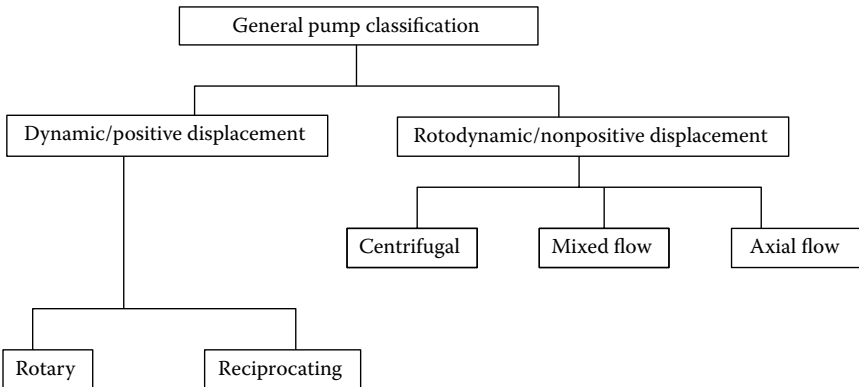 General pump classification
Dynamic/positive displacement
Rotodynamic/nonpositive displacement
Centrifugal
Mixed flow
Axial flow
Rotary
Reciprocating